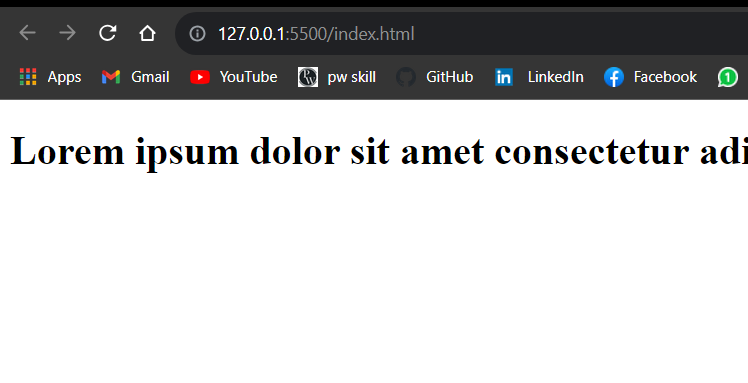 127.0.0.1:5500/index.html
Apps Gmail YouTube pw skill GitHub LinkedIn Facebook 1
Lorem ipsum dolor sit amet consectetur adi